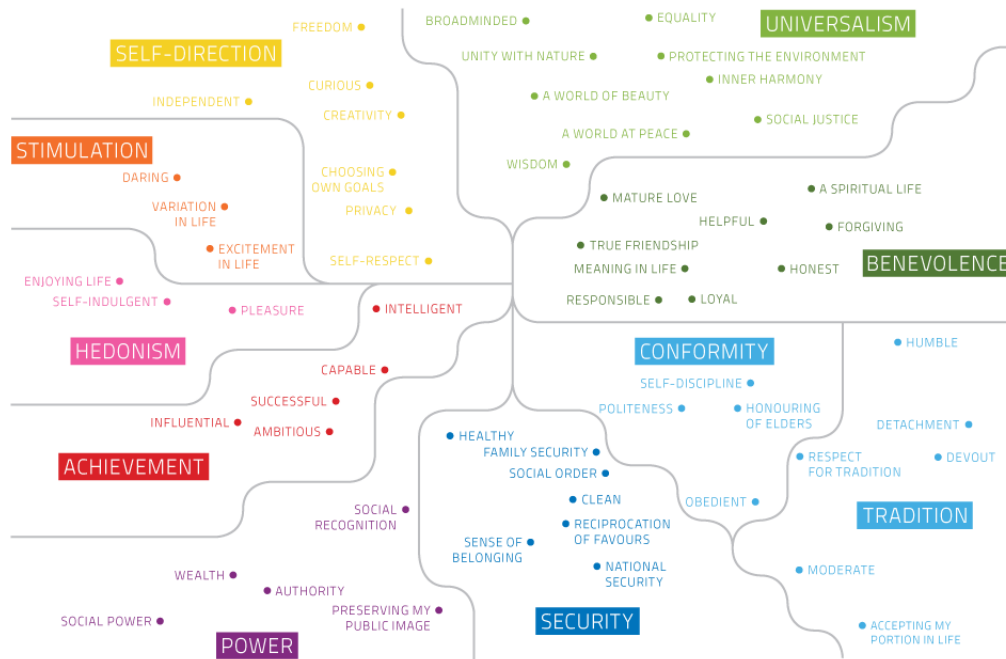 SELF-DIRECTION
FREEDOM
CURIOUS
INDEPENDENT
CREATIVITY
CHOOSING
OWN GOALS
PRIVACY
SELF-RESPECT
UNIVERSALISM
BROADMINDED
EQUALITY
UNITY WITH NATURE
PROTECTING THE ENVIRONMENT
INNER HARMONY
A WORLD OF BEAUTY
SOCIAL JUSTICE
A WORLD AT PEACE
WISDOM
STIMULATION
DARING
VARIATION
IN LIFE
EXCITEMENT
IN LIFE
MATURE LOVE
A SPIRITUAL LIFE
HELPFUL
FORGIVING
TRUE FRIENDSHIP
BENEVOLENCE
MEANING IN LIFE
HONEST
RESPONSIBLE
LOYAL
ENJOYING LIFE
SELF-INDULGENT
PLEASURE
HEDONISM
INTELLIGENT
CAPABLE
SUCCESSFUL
INFLUENTIAL
AMBITIOUS
ACHIEVEMENT
CONFORMITY
SELF-DISCIPLINE
POLITENESS
HONOURING
OF ELDERS
OBEDIENT
HUMBLE
DETACHMENT
RESPECT
FOR TRADITION
DEVOUT
TRADITION
MODERATE
ACCEPTING MY
PORTION IN LIFE
HEALTHY
FAMILY SECURITY
SOCIAL ORDER
CLEAN
RECIPROCATION
OF FAVOURS
SENSE OF
BELONGING
NATIONAL
SECURITY
SECURITY
SOCIAL
RECOGNITION
WEALTH
AUTHORITY
SOCIAL POWER
PRESERVING MY
PUBLIC IMAGE
POWER